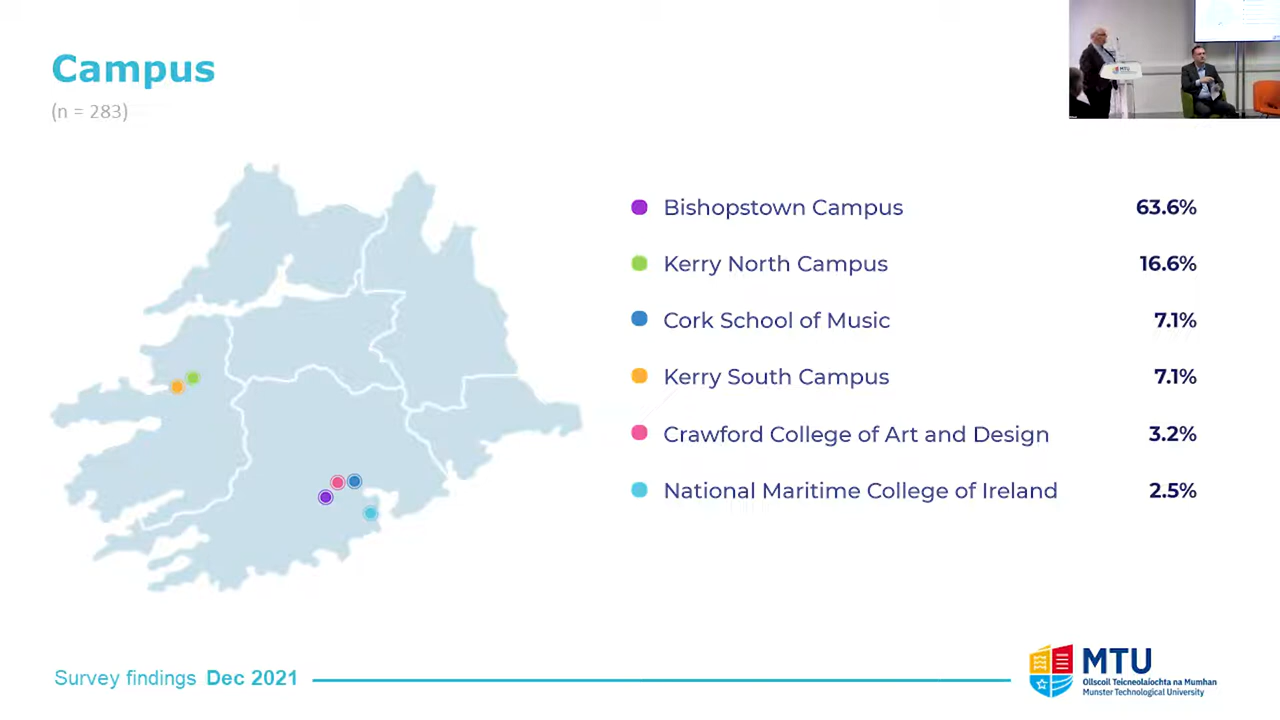 Campus
(n = 283)
MTU
Bishopstown Campus 63.6%
Kerry North Campus 16.6%
Cork School of Music 7.1%
Kerry South Campus 7.1%
Crawford College of Art and Design 3.2%
National Maritime College of Ireland 2.5%
Survey findings Dec 2021
MTU
Ollscoil Teicneolaíochta na Mumhan
Munster Technological University